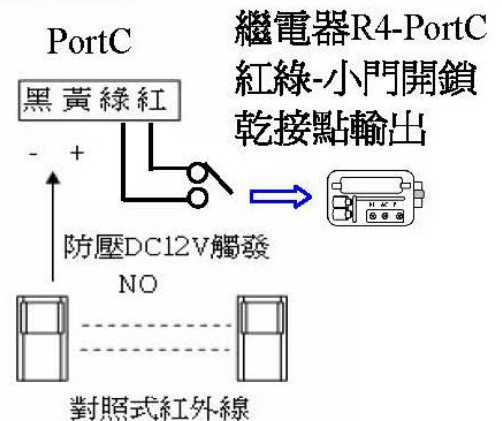 PortC
繼電器R4-PortC
紅綠-小門開鎖
乾接點輸出
黑黃綠紅
- +
防壓DC12V觸發
NO
對照式紅外線